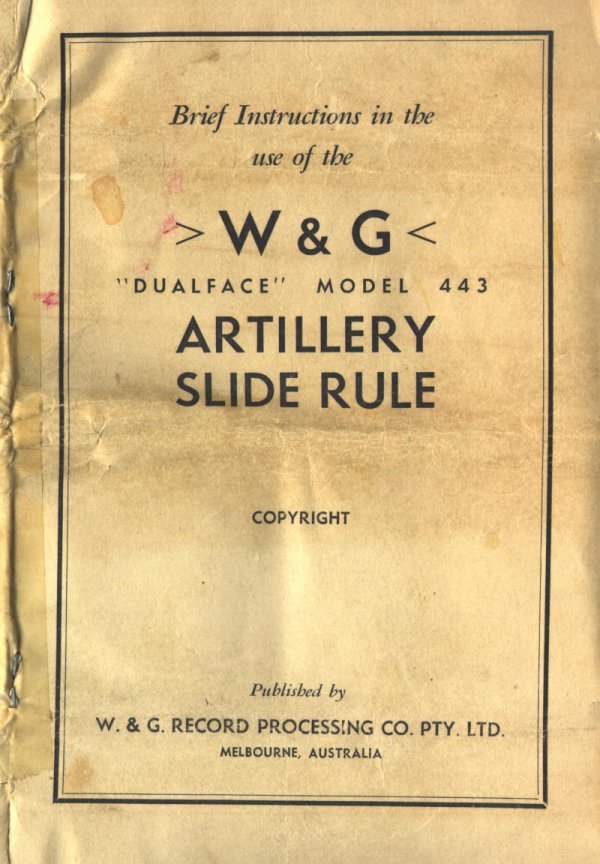 Brief Instructions in the
use of the
> W & G <
"DUALFACE" MODEL 443
ARTILLERY
SLIDE RULE
COPYRIGHT
Published by
W. & G. RECORD PROCESSING CO. PTY. LTD.
MELBOURNE, AUSTRALIA